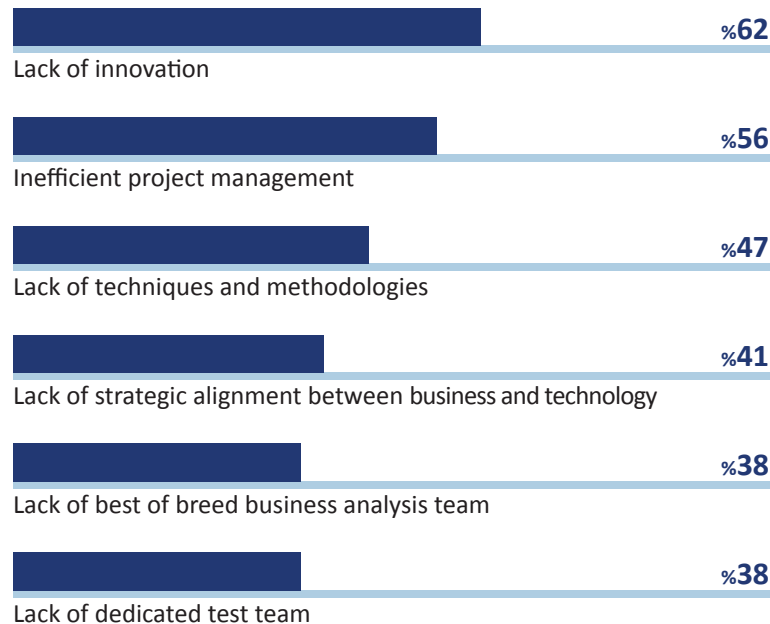 %62
Lack of innovation
%56
Inefficient project management
%47
Lack of techniques and methodologies
%41
Lack of strategic alignment between business and technology
%38
Lack of best of breed business analysis team
%38
Lack of dedicated test team